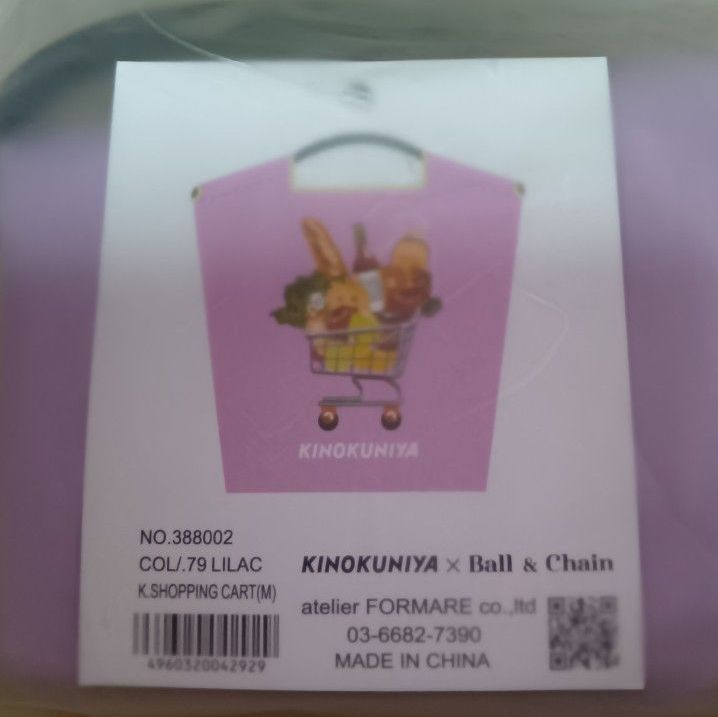 KINOKUNIYA
NO.388002
COL/.79 LILAC
K.SHOPPING CART(M)
4960320042929
KINOKUNIYA × Ball & Chain
atelier FORMARE co.,ltd
03-6682-7390
MADE IN CHINA